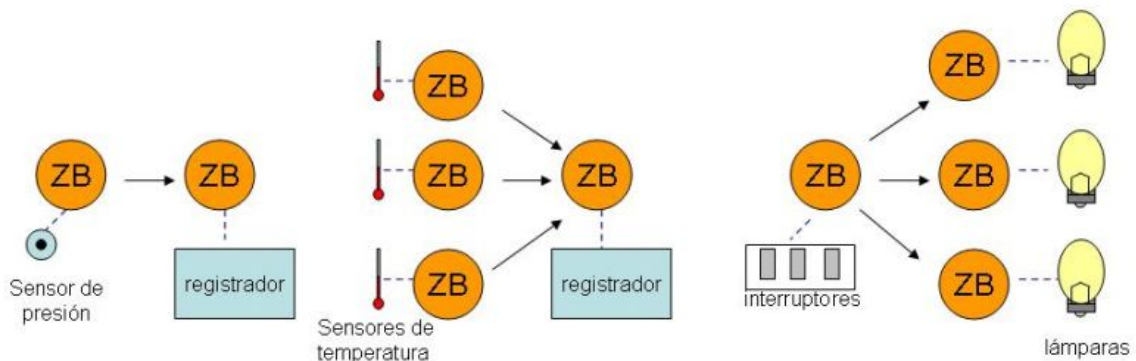 ZB
ZB
Sensor de
presión
registrador
ZB
ZB
ZB
ZB
Sensores de
temperatura
registrador
ZB
ZB
ZB
ZB
interruptores
lámparas